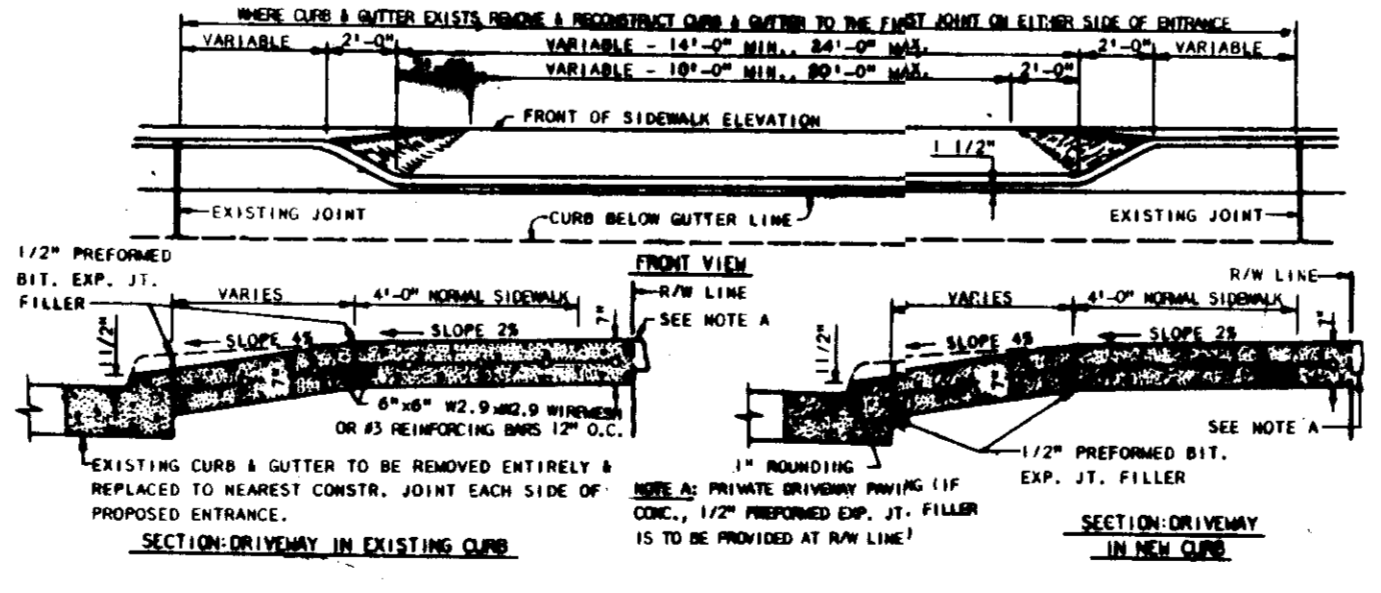 WHERE CURB & GUTTER EXISTS REMOVE & RECONSTRUCT CURB & GUTTER TO THE FIRST JOINT ON EITHER SIDE OF ENTRANCE
VARIABLE 2'-0" VARIABLE - 14'-0" MIN., 84'-0" MAX. 2'-0" VARIABLE
VARIABLE - 10'-0" MIN., 80'-0" MAX. 2'-0"
FRONT OF SIDEWALK ELEVATION
1 1/2"
EXISTING JOINT
CURB BELOW GUTTER LINE
EXISTING JOINT
FRONT VIEW
1/2" PREFORMED
BIT. EXP. JT.
FILLER
VARIES
4'-0" NORMAL SIDEWALK
R/W LINE
7"
SEE NOTE A
1 1/2"
SLOPE 4%
SLOPE 2%
7"
6"x6" W2.9xW2.9 WIREMESH
OR #3 REINFORCING BARS 12" O.C.
EXISTING CURB & GUTTER TO BE REMOVED ENTIRELY &
REPLACED TO NEAREST CONSTR. JOINT EACH SIDE OF
PROPOSED ENTRANCE.
SECTION: DRIVEWAY IN EXISTING CURB
R/W LINE
VARIES
4'-0" NORMAL SIDEWALK
7"
1 1/2"
SLOPE 4%
SLOPE 2%
7"
SEE NOTE A
1" ROUNDING
1/2" PREFORMED BIT.
EXP. JT. FILLER
NOTE A: PRIVATE DRIVEWAY PAVING (IF
CONC., 1/2" PREFORMED EXP. JT. FILLER
IS TO BE PROVIDED AT R/W LINE)
SECTION: DRIVEWAY
IN NEW CURB